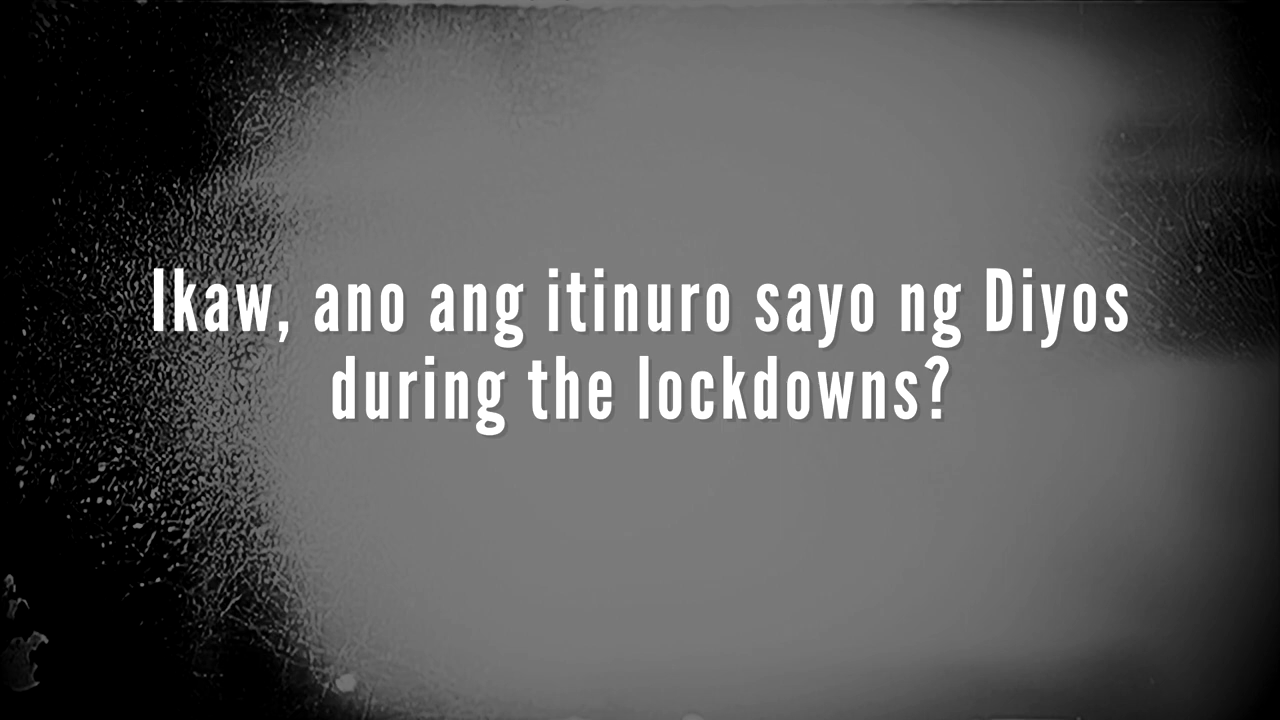 Ikaw, ano ang itinuro sayo ng Diyos
during the lockdowns?